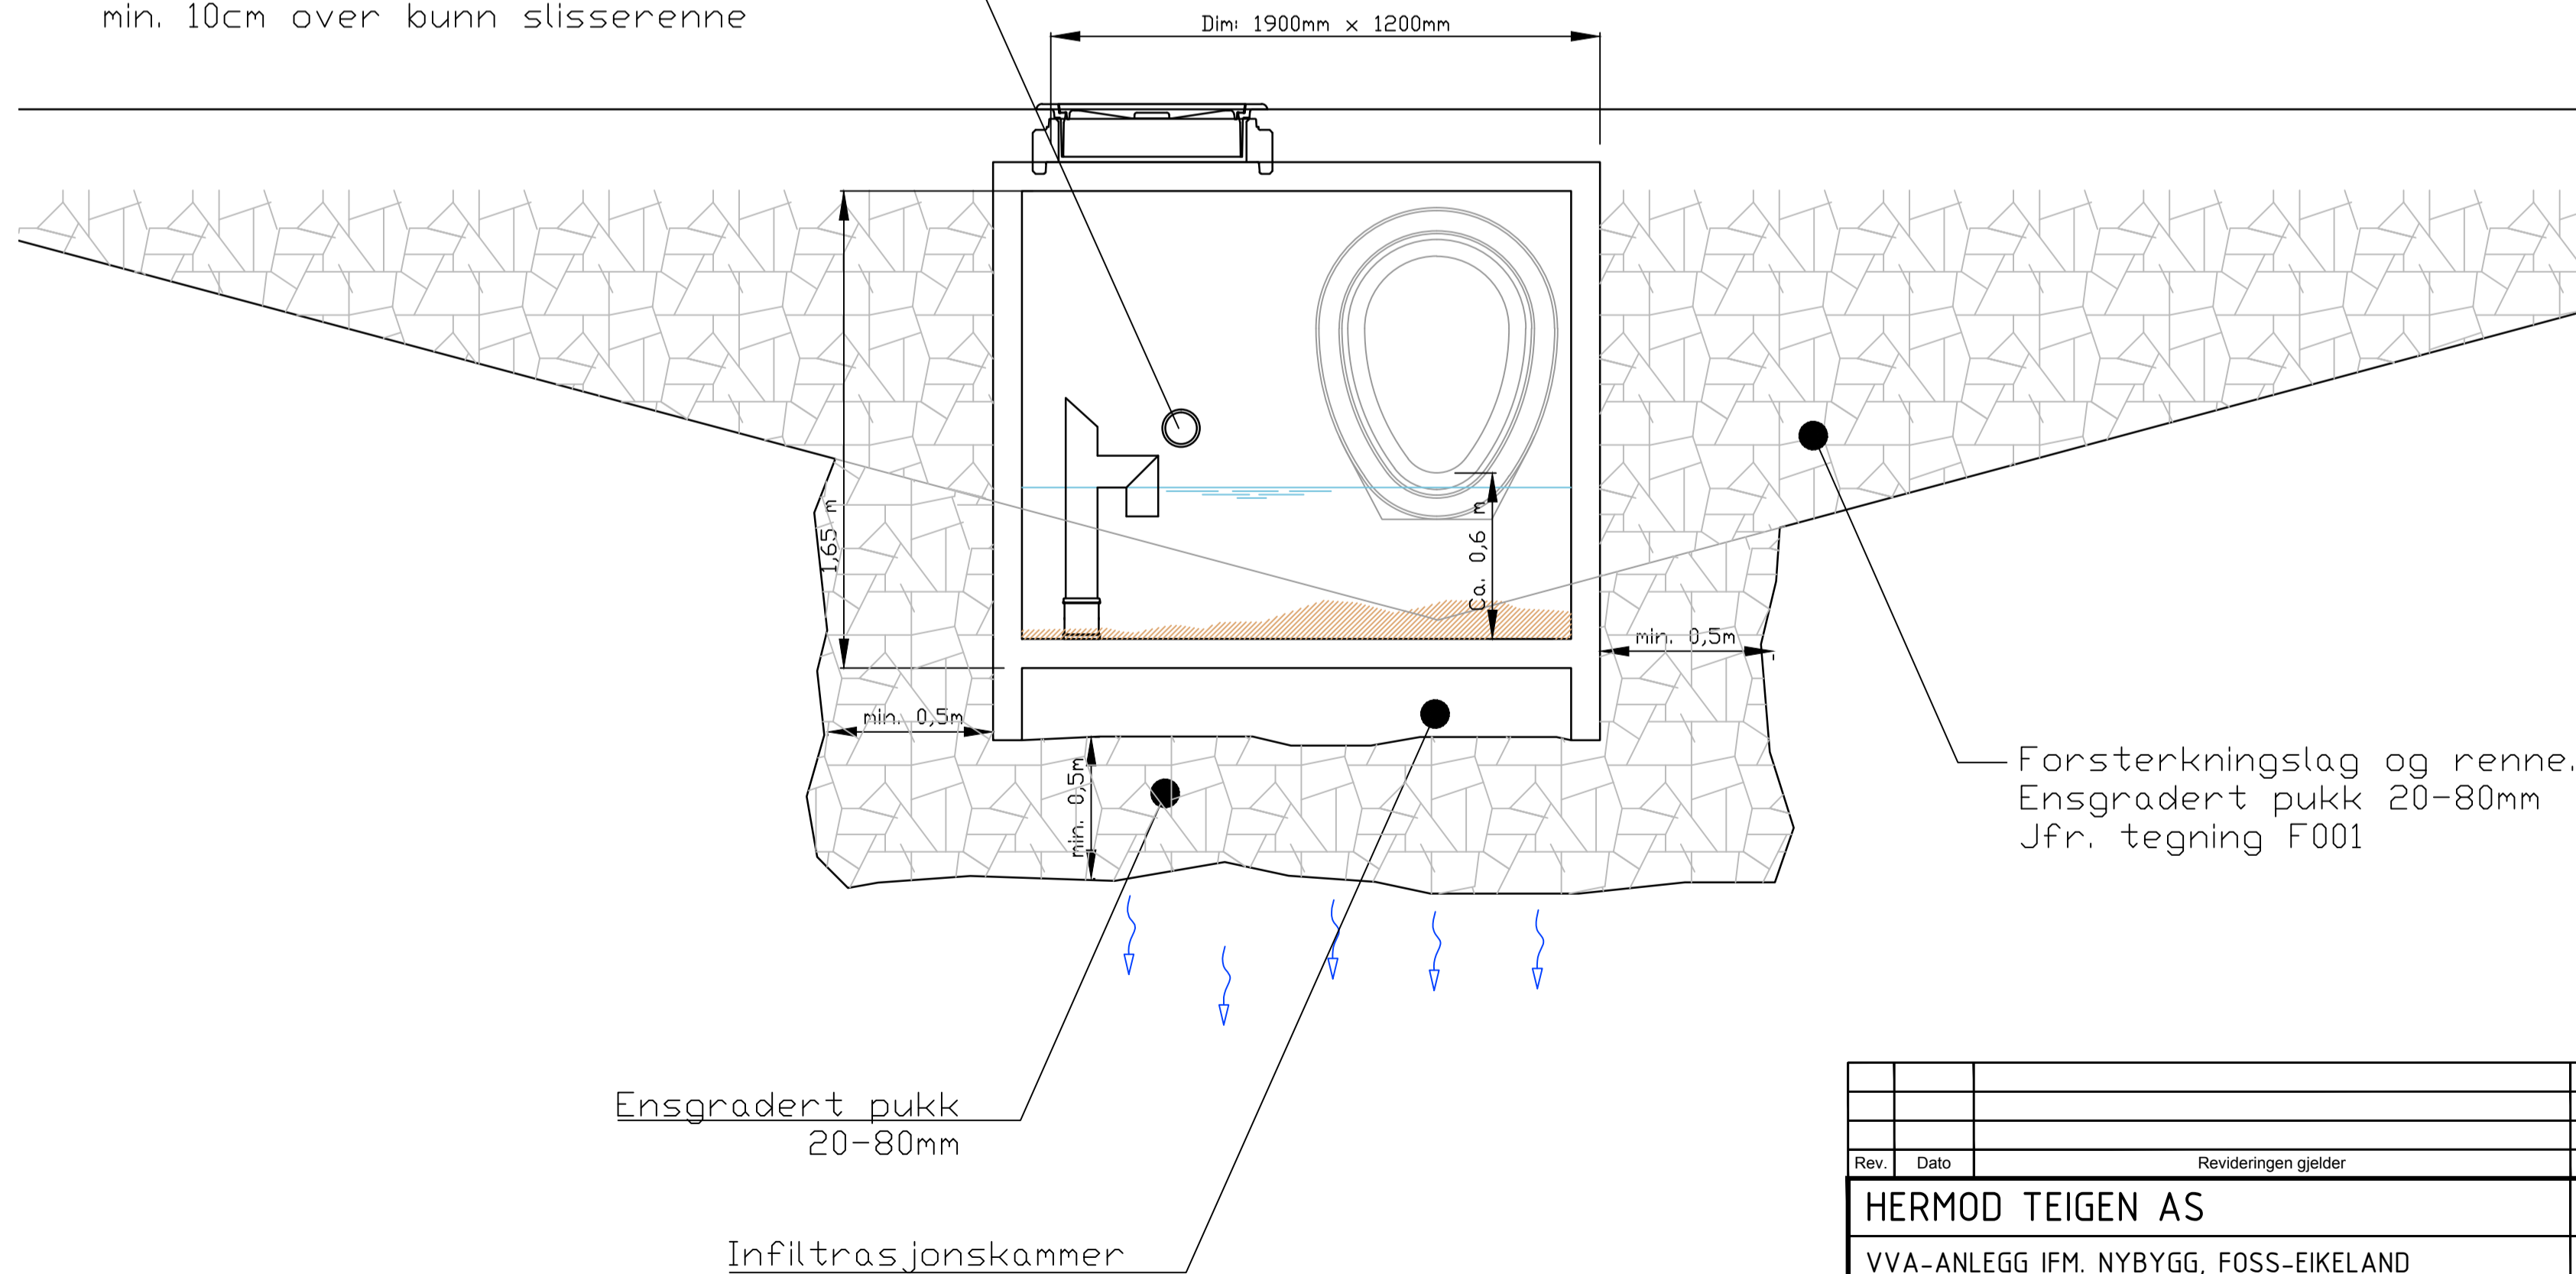 min. 10cm over bunn slisserenne
Dim: 1900mm x 1200mm
1,65 m
Ca. 0,6 m
min. 0,5m
min. 0,5m
min. 0,5m
Forsterkningslag og renne.
Ensgradert pukk 20-80mm
Jfr. tegning F001
Ensgradert pukk
20-80mm
Infiltrasjonskammer
Rev. Dato Revideringen gjelder
HERMOD TEIGEN AS
VVA-ANLEGG IFM. NYBYGG, FOSS-EIKELAND